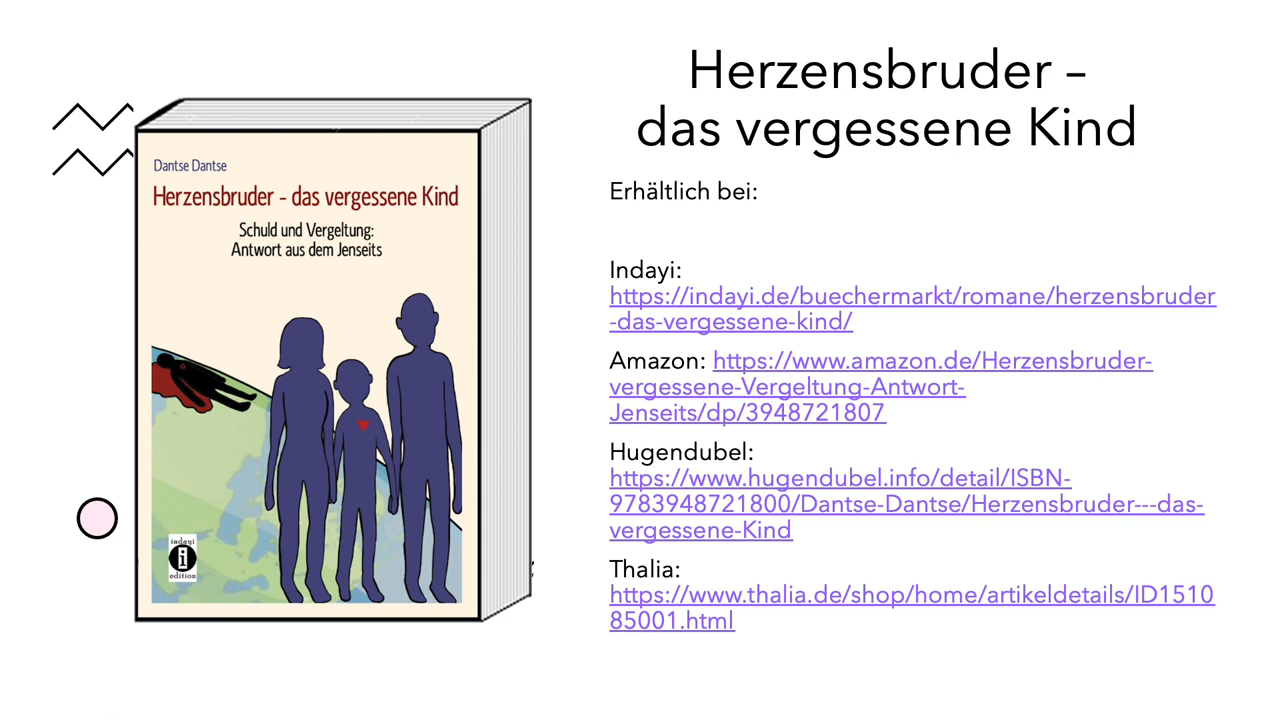 Herzensbruder –
das vergessene Kind
Dantse Dantse
Herzensbruder - das vergessene Kind
Schuld und Vergeltung:
Antwort aus dem Jenseits
indayi
i
edition
Erhältlich bei:
Indayi:
https://indayi.de/buechermarkt/romane/herzensbruder
-das-vergessene-kind/
Amazon: https://www.amazon.de/Herzensbruder-
vergessene-Vergeltung-Antwort-
Jenseits/dp/3948721807
Hugendubel:
https://www.hugendubel.info/detail/ISBN-
9783948721800/Dantse-Dantse/Herzensbruder---das-
vergessene-Kind
Thalia:
https://www.thalia.de/shop/home/artikeldetails/ID1510
85001.html